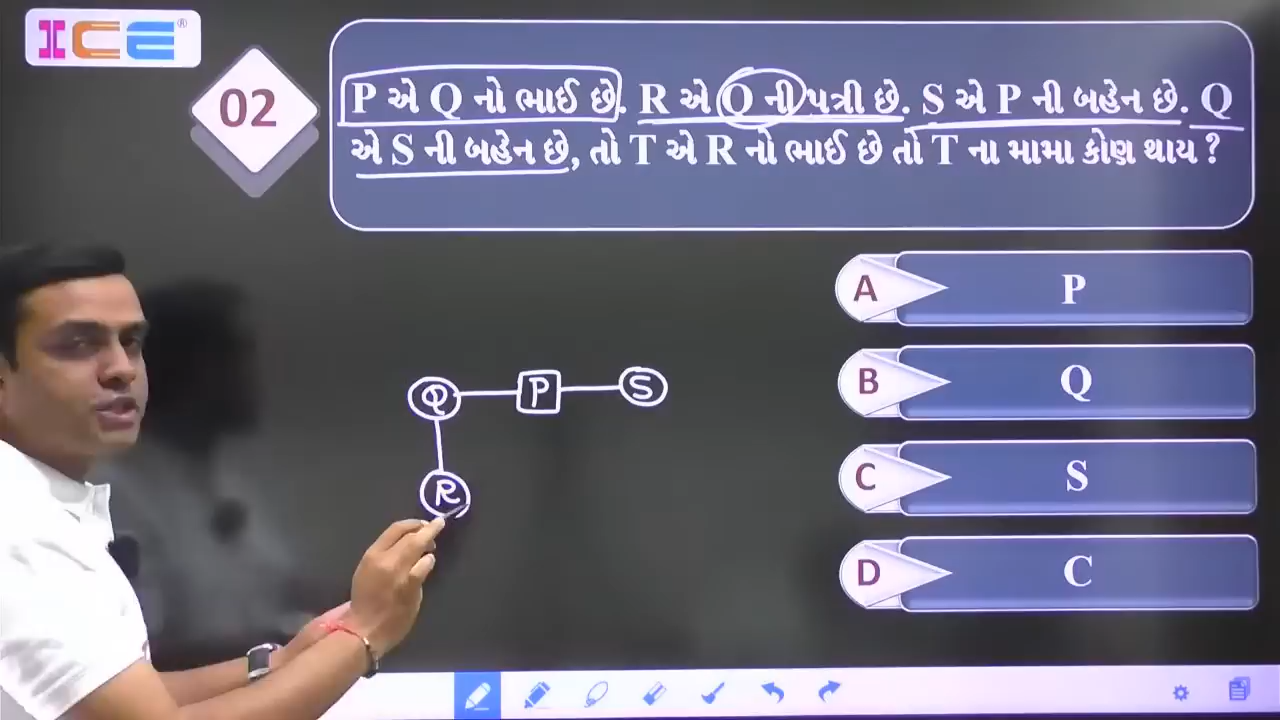 ICE®
02
P એ Q નો ભાઈ છે. R એ Q ની પત્રી છે. S એ P ની બહેન છે. Q
એ S ની બહેન છે, તો T એ R નો ભાઈ છે તો T ના મામા કોણ થાય ?
A P
B Q
C S
D C
Q P S
R